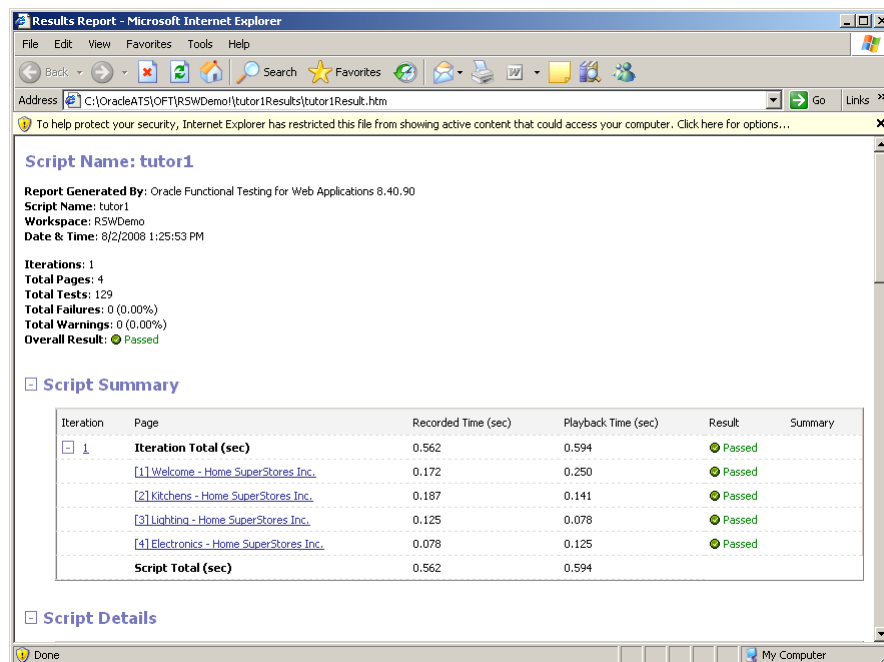 Results Report - Microsoft Internet Explorer
File Edit View Favorites Tools Help
Back Search Favorites
Address C:\OracleATS\OFT\RSWDemo!\tutor1Results\tutor1Result.htm Go Links »
To help protect your security, Internet Explorer has restricted this file from showing active content that could access your computer. Click here for options...
Script Name: tutor1
Report Generated By: Oracle Functional Testing for Web Applications 8.40.90
Script Name: tutor1
Workspace: RSWDemo
Date & Time: 8/2/2008 1:25:53 PM
Iterations: 1
Total Pages: 4
Total Tests: 129
Total Failures: 0 (0.00%)
Total Warnings: 0 (0.00%)
Overall Result: Passed
Script Summary
Iteration Page Recorded Time (sec) Playback Time (sec) Result Summary
1 Iteration Total (sec) 0.562 0.594 Passed
[1] Welcome - Home SuperStores Inc. 0.172 0.250 Passed
[2] Kitchens - Home SuperStores Inc. 0.187 0.141 Passed
[3] Lighting - Home SuperStores Inc. 0.125 0.078 Passed
[4] Electronics - Home SuperStores Inc. 0.078 0.125 Passed
Script Total (sec) 0.562 0.594
Script Details
Done My Computer